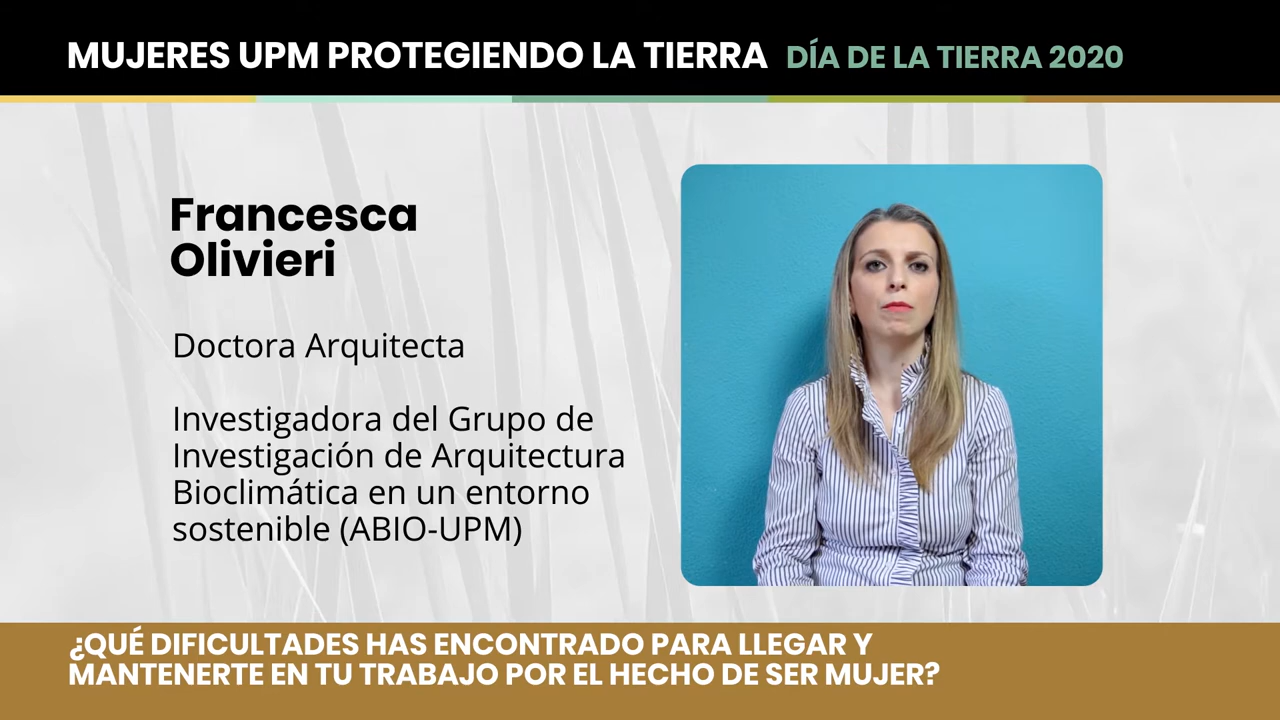 MUJERES UPM PROTEGIENDO LA TIERRA DÍA DE LA TIERRA 2020
Francesca
Olivieri
Doctora Arquitecta
Investigadora del Grupo de
Investigación de Arquitectura
Bioclimática en un entorno
sostenible (ABIO-UPM)
¿QUÉ DIFICULTADES HAS ENCONTRADO PARA LLEGAR Y
MANTENERTE EN TU TRABAJO POR EL HECHO DE SER MUJER?